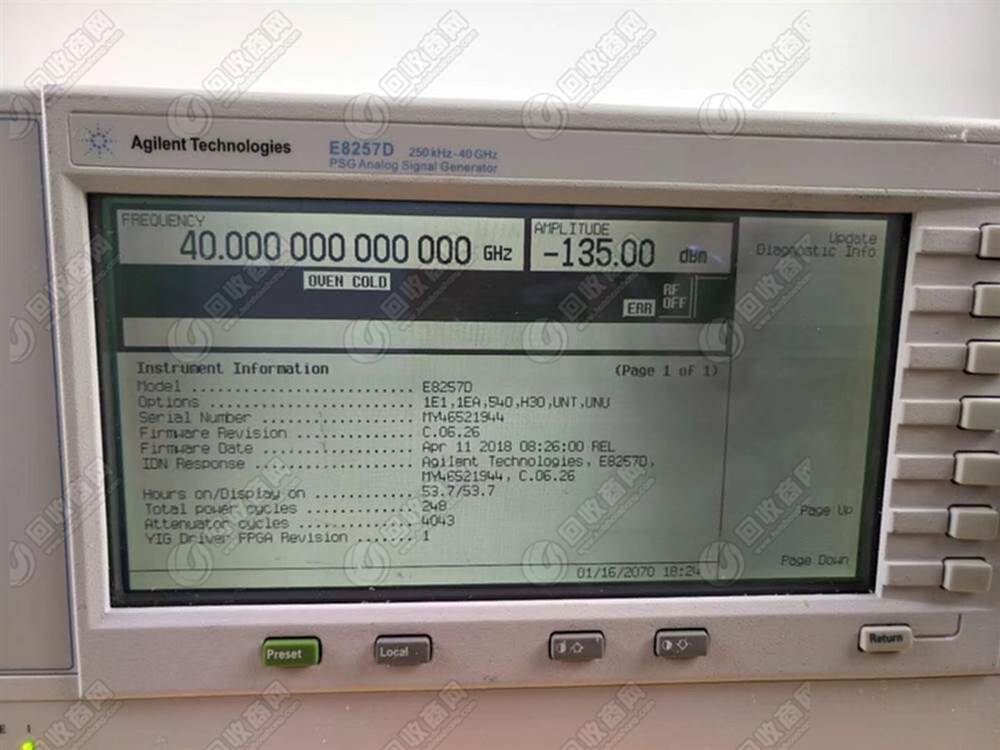 Agilent Technologies
E8257D 250 kHz - 40 GHz
PSG Analog Signal Generator
FREQUENCY
40.000 000 000 000 GHz
AMPLITUDE
-135.00 dBm
Update
Diagnostic Info
OVEN COLD
RF
OFF
ERR
Instrument Information (Page 1 of 1)
Model ........................... E8257D
Options ......................... 1E1,1EA,540,H30,UNT,UNU
Serial Number ................... MY46521944
Firmware Revision ............... C.06.26
Firmware Date ................... Apr 11 2018 08:26:00 REL
IDN Response .................... Agilent Technologies, E8257D,
MY46521944, C.06.26
Hours on/Display on ............. 53.7/53.7
Total power cycles .............. 248
Attenuator cycles ............... 4043
YIG Driver FPGA Revision ........ 1
Page Up
Page Down
01/16/2070 18:24
Preset
Local
Return
回收商网